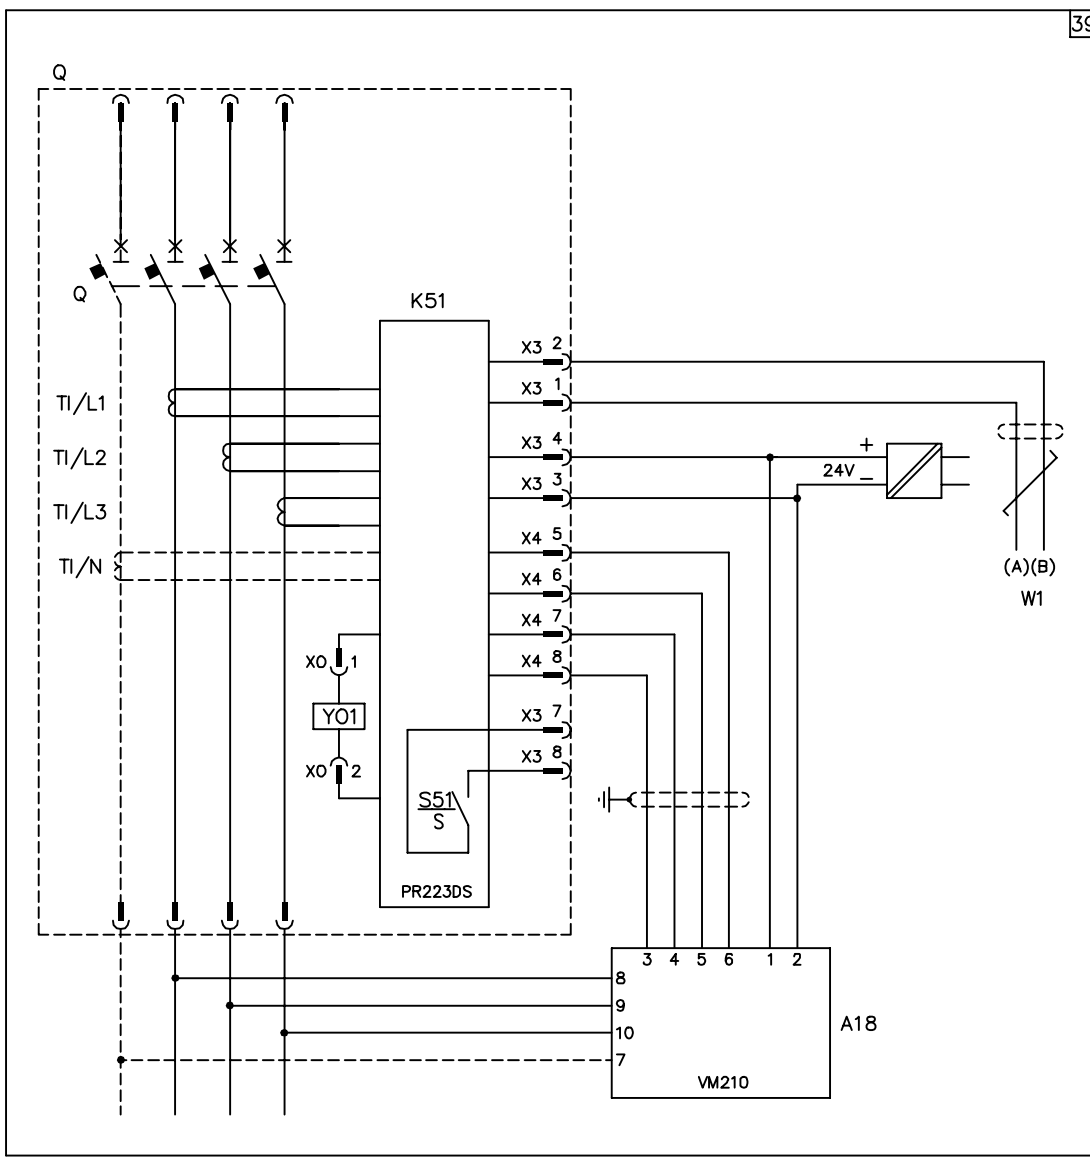 39
Q
Q
K51
X3 2
X3 1
TI/L1
X3 4
+
TI/L2
24V −
X3 3
TI/L3
X4 5
TI/N
(A)(B)
X4 6
W1
X4 7
X0 1
X4 8
Y01
X3 7
X3 8
X0 2
S51
S
PR223DS
3 4 5 6 1 2
8
9
10
A18
7
VM210